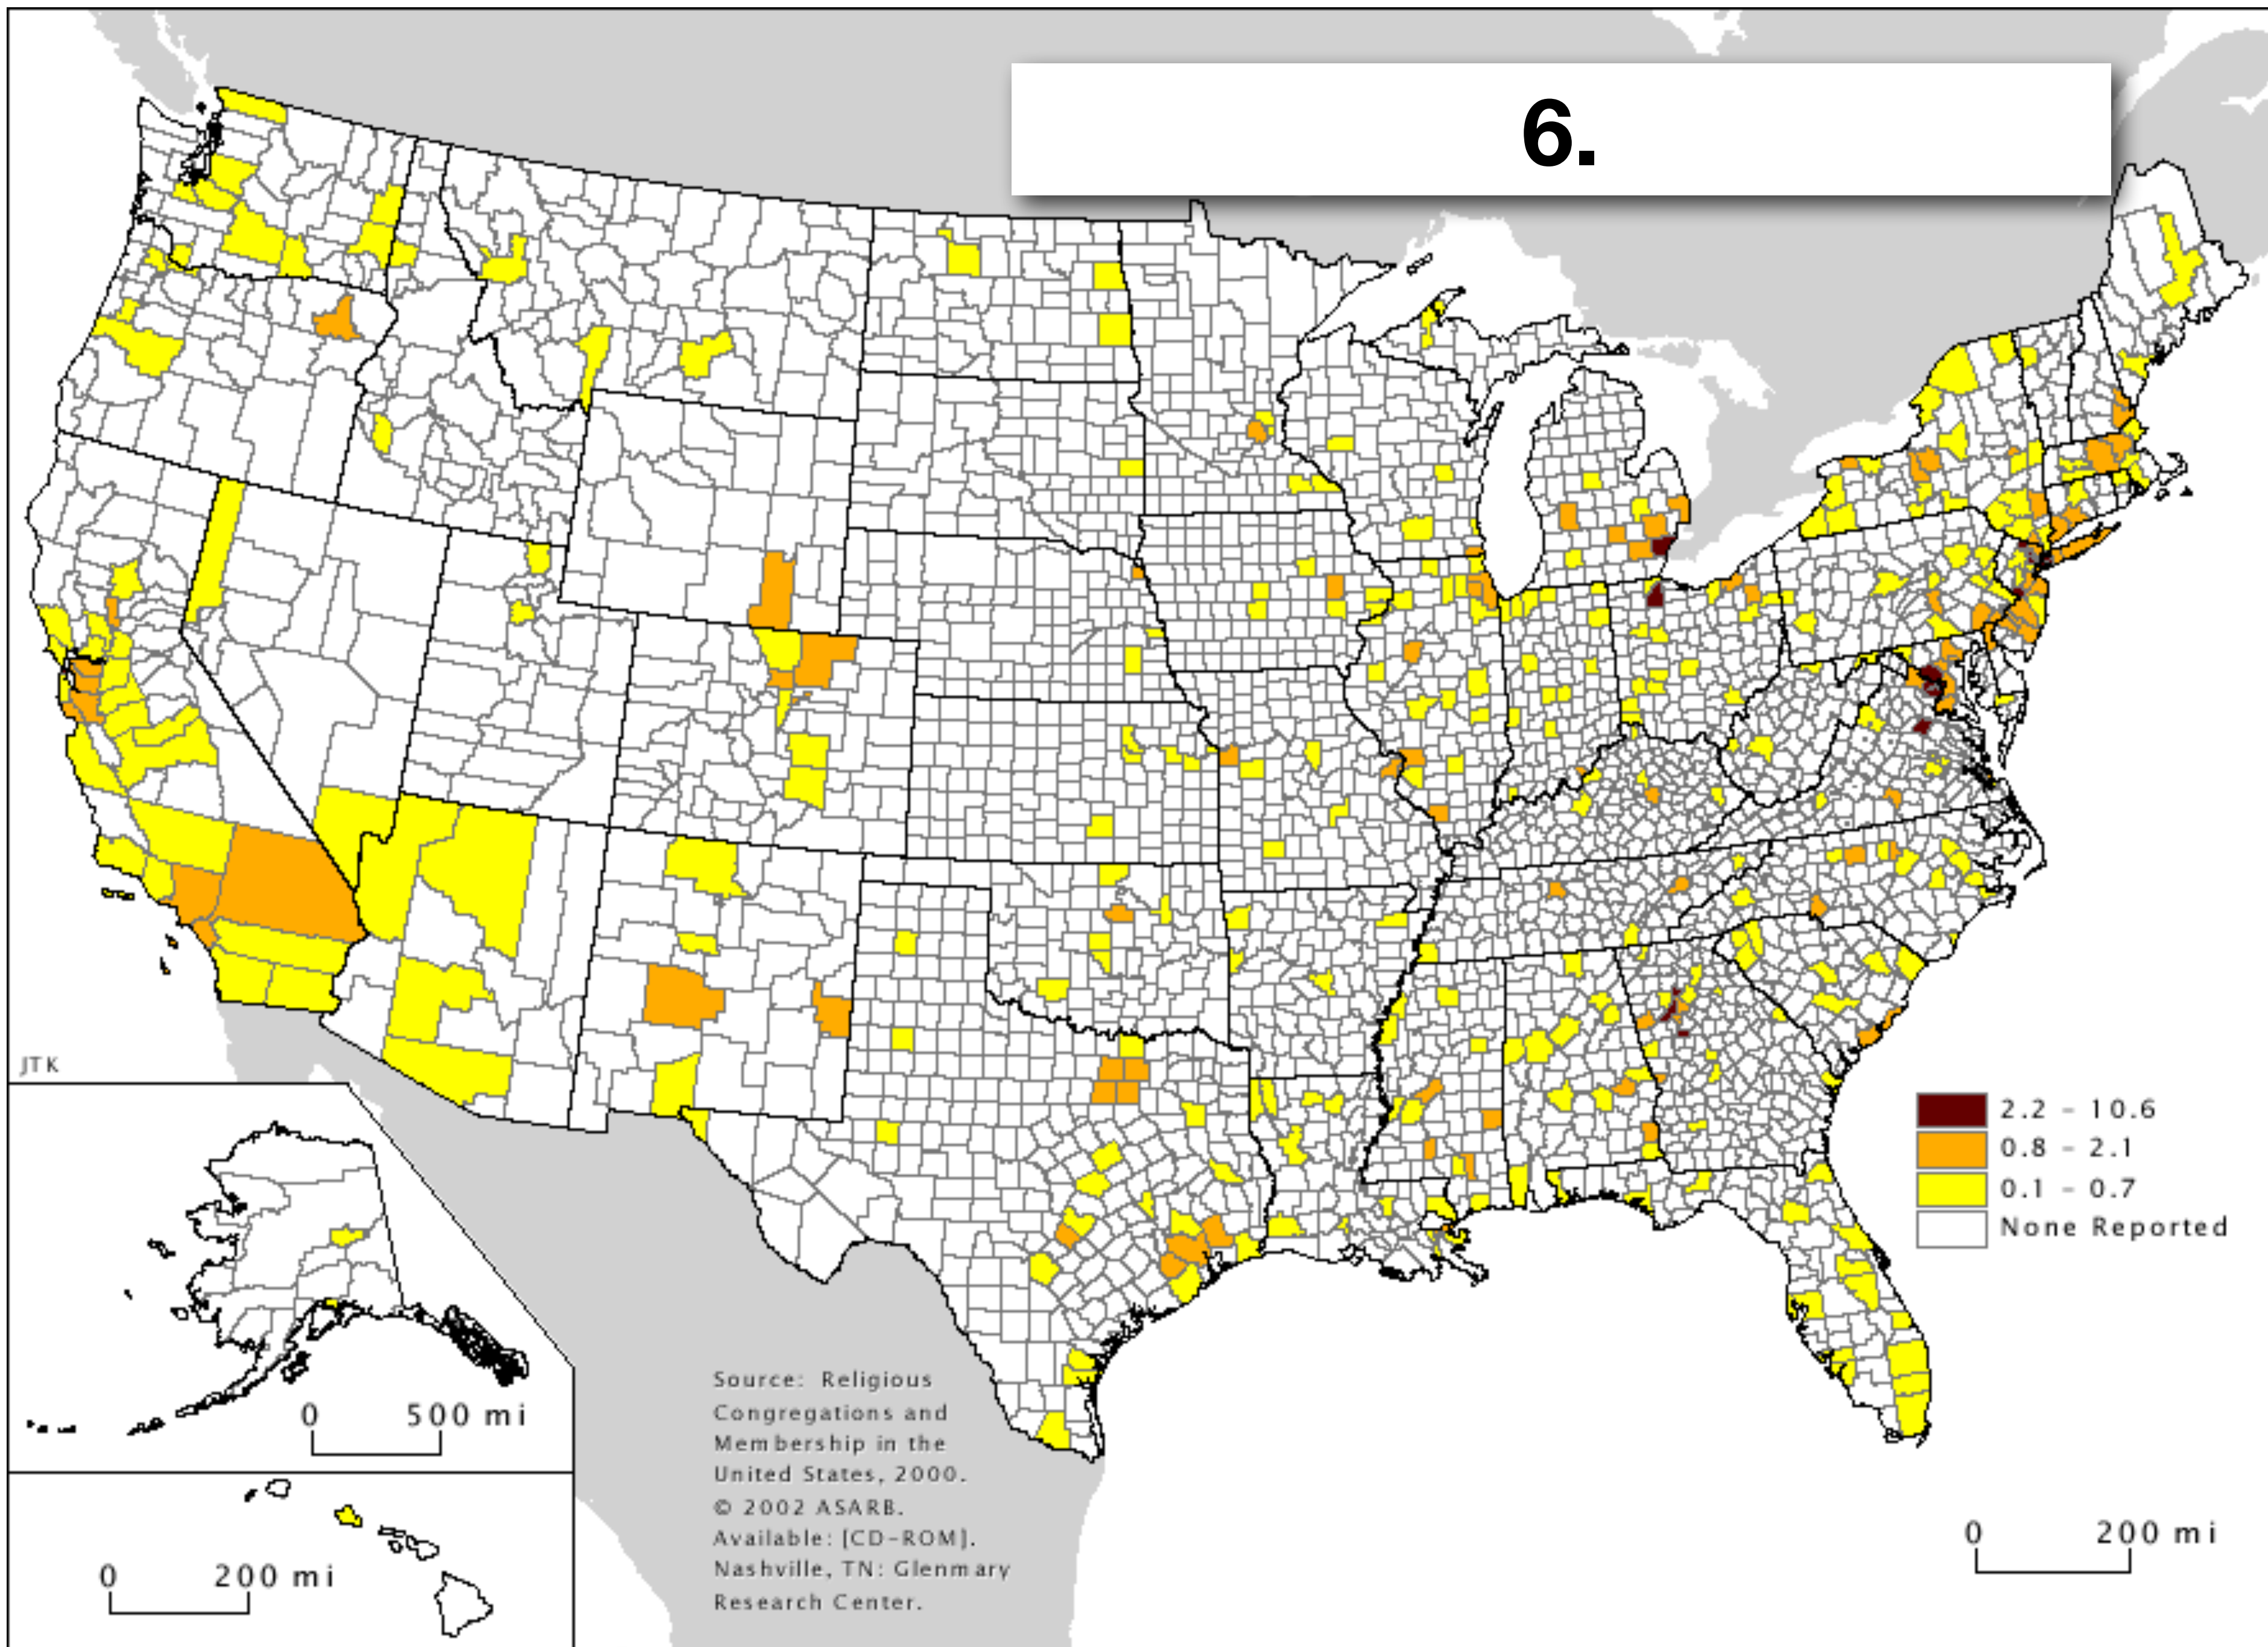 6.
JTK
2.2 – 10.6
0.8 – 2.1
0.1 – 0.7
None Reported
0 500 mi
0 200 mi
Source: Religious
Congregations and
Membership in the
United States, 2000.
© 2002 ASARB.
Available: [CD-ROM].
Nashville, TN: Glenmary
Research Center.
0 200 mi